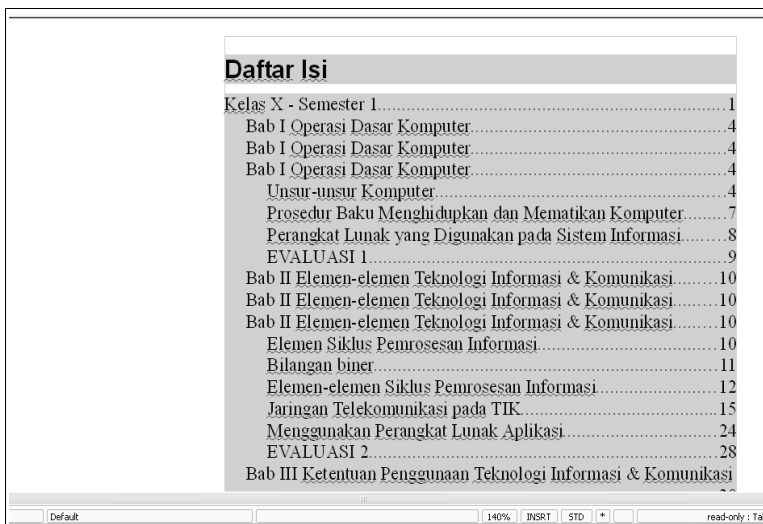 Daftar Isi
Kelas X - Semester 1.......................................................................1
Bab I Operasi Dasar Komputer....................................................4
Bab I Operasi Dasar Komputer....................................................4
Bab I Operasi Dasar Komputer....................................................4
Unsur-unsur Komputer...........................................................4
Prosedur Baku Menghidupkan dan Mematikan Komputer.........7
Perangkat Lunak yang Digunakan pada Sistem Informasi.........8
EVALUASI 1.........................................................................9
Bab II Elemen-elemen Teknologi Informasi & Komunikasi.........10
Bab II Elemen-elemen Teknologi Informasi & Komunikasi.........10
Bab II Elemen-elemen Teknologi Informasi & Komunikasi.........10
Elemen Siklus Pemrosesan Informasi.....................................10
Bilangan biner.......................................................................11
Elemen-elemen Siklus Pemrosesan Informasi.........................12
Jaringan Telekomunikasi pada TIK........................................15
Menggunakan Perangkat Lunak Aplikasi................................24
EVALUASI 2........................................................................28
Bab III Ketentuan Penggunaan Teknologi Informasi & Komunikasi
Default 140% INSRT STD * read-only : Tal